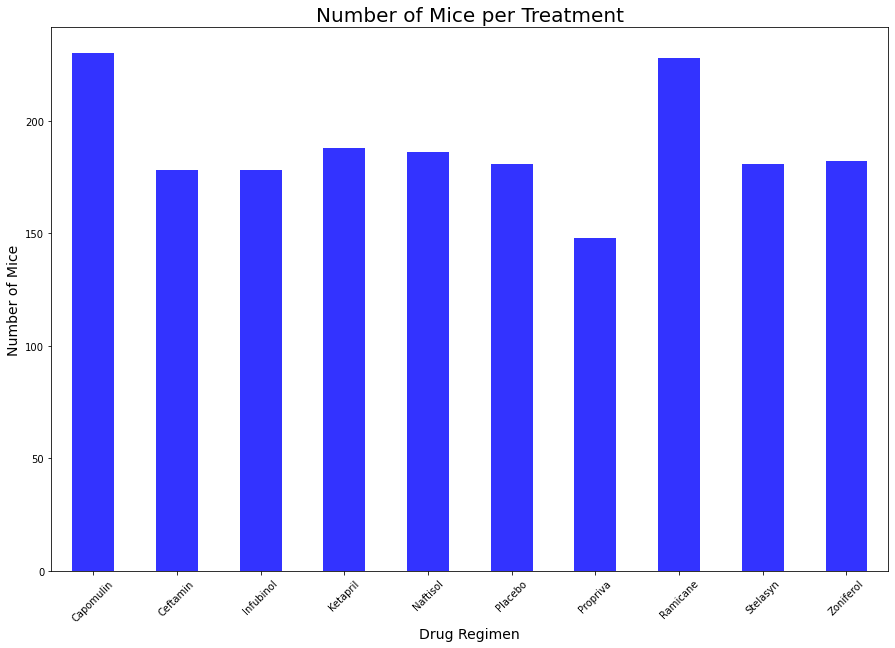 Number of Mice per Treatment
Number of Mice
200
150
100
50
0
Capomulin
Ceftamin
Infubinol
Ketapril
Naftisol
Placebo
Propriva
Ramicane
Stelasyn
Zoniferol
Drug Regimen